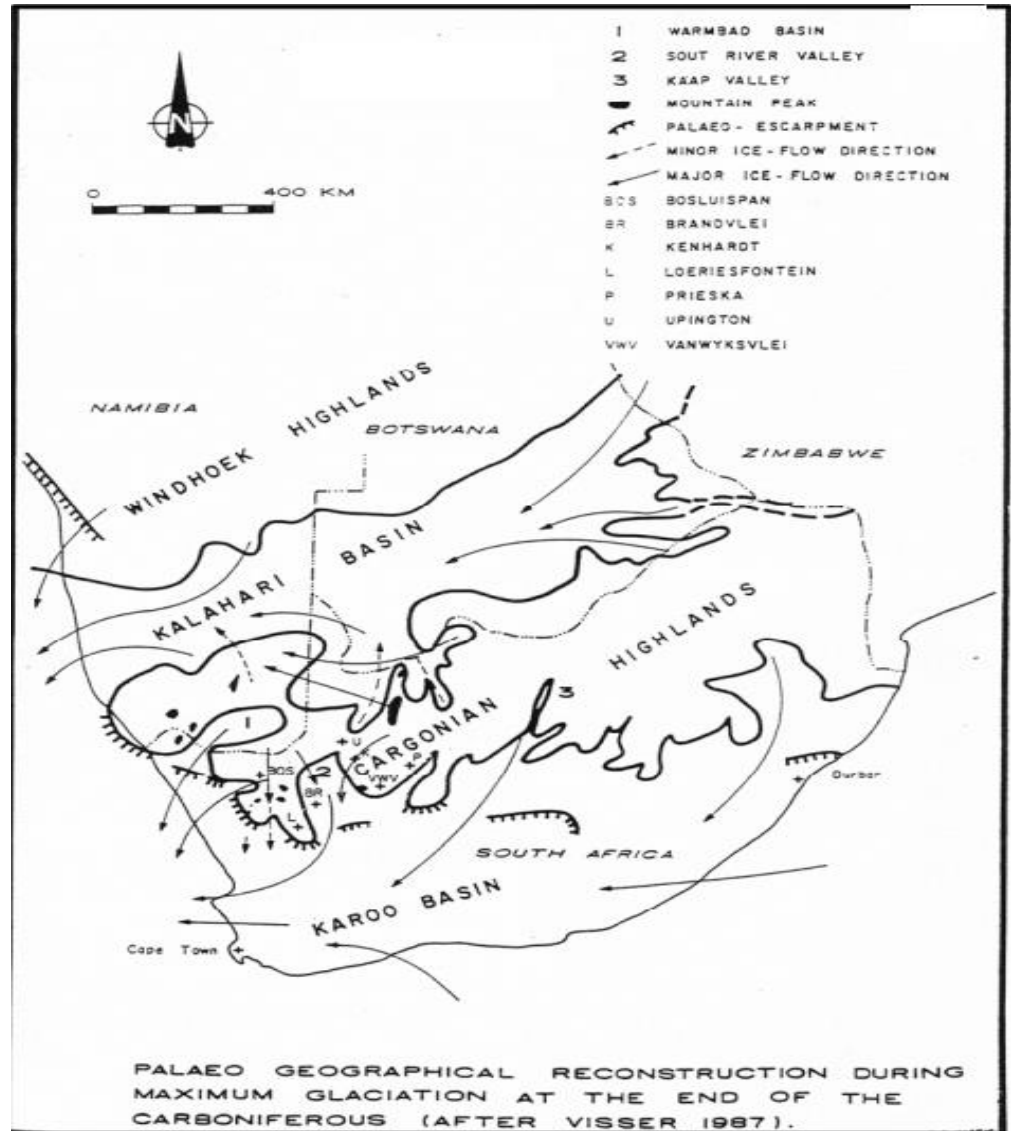 1 WARMBAD BASIN
2 SOUT RIVER VALLEY
3 KAAP VALLEY
MOUNTAIN PEAK
PALAEO-ESCARPMENT
MINOR ICE-FLOW DIRECTION
MAJOR ICE-FLOW DIRECTION
BOS BOSLUISPAN
BR BRANDVLEI
K KENHARDT
L LOERIESFONTEIN
P PRIESKA
U UPINGTON
VWV VANWYKSVLEI
N
0 400 KM
NAMIBIA
WINDHOEK HIGHLANDS
BOTSWANA
ZIMBABWE
KALAHARI BASIN
CARGONIAN HIGHLANDS
1
2
3
U
BOS
VWV
BR
Durban
SOUTH AFRICA
KAROO BASIN
Cape Town
PALAEO GEOGRAPHICAL RECONSTRUCTION DURING
MAXIMUM GLACIATION AT THE END OF THE
CARBONIFEROUS (AFTER VISSER 1987).